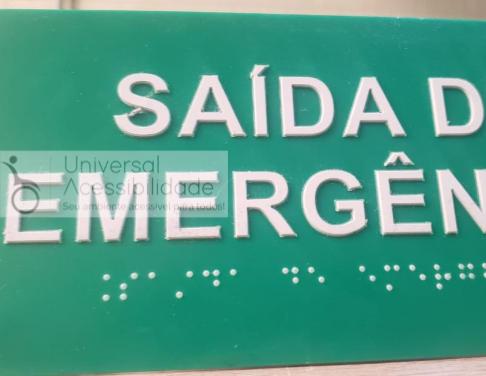 SAÍDA D
Universal
Acessibilidade
Seu ambiente acessível para todos!
EMERGÊN